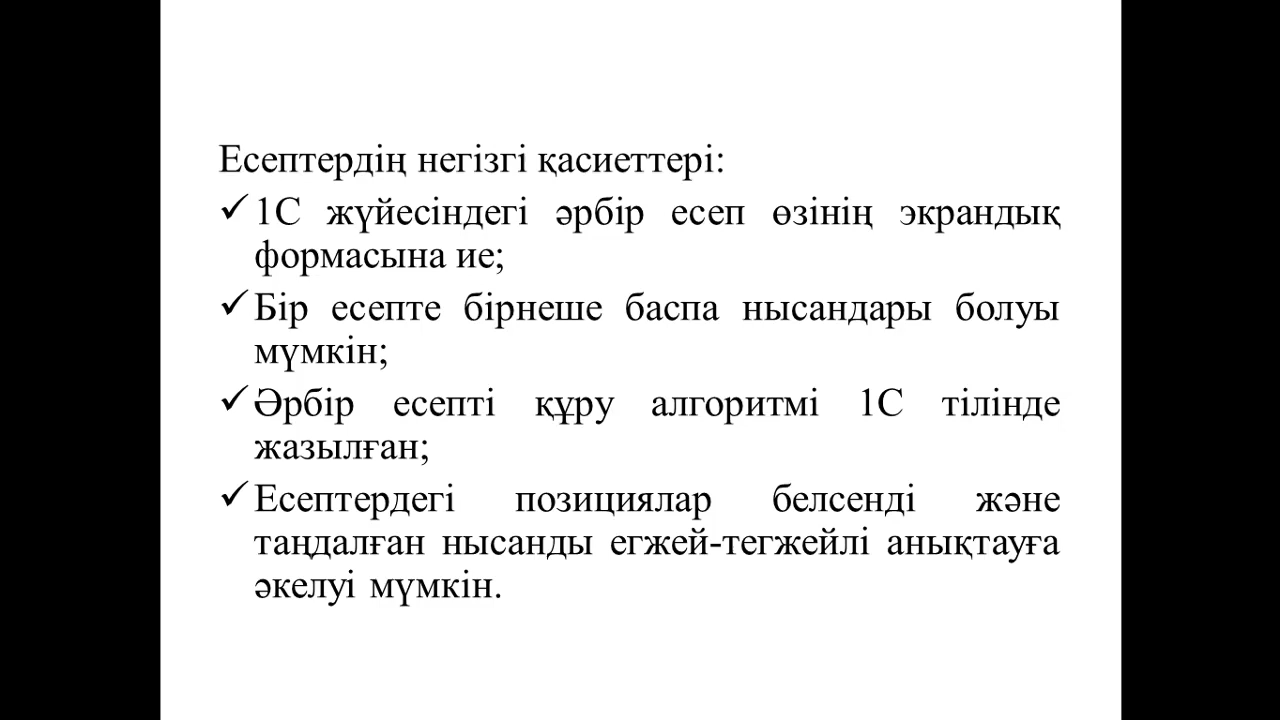 Есептердің негізгі қасиеттері:
✓ 1С жүйесіндегі әрбір есеп өзінің экрандық
формасына ие;
✓ Бір есепте бірнеше баспа нысандары болуы
мүмкін;
✓ Әрбір есепті құру алгоритмі 1С тілінде
жазылған;
✓ Есептердегі позициялар белсенді және
таңдалған нысанды егжей-тегжейлі анықтауға
әкелуі мүмкін.